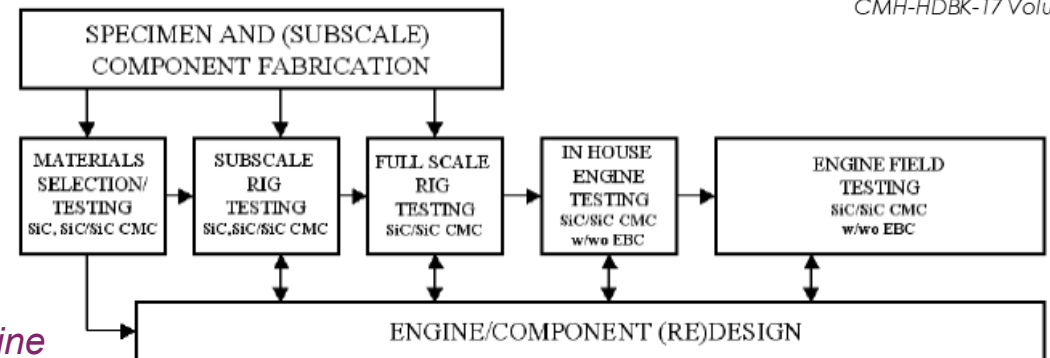 CMH-HDBK-17 Volu
SPECIMEN AND (SUBSCALE)
COMPONENT FABRICATION
MATERIALS
SELECTION/
TESTING
SiC, SiC/SiC CMC
SUBSCALE
RIG
TESTING
SiC,SiC/SiC CMC
FULL SCALE
RIG
TESTING
SiC/SiC CMC
IN HOUSE
ENGINE
TESTING
SiC/SiC CMC
w/wo EBC
ENGINE FIELD
TESTING
SiC/SiC CMC
w/wo EBC
ENGINE/COMPONENT (RE)DESIGN
ine